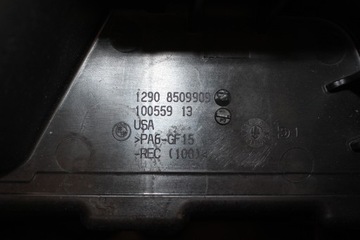 1290 8509909
100559 13
USA
>PA6-GF15
-REC (100)<